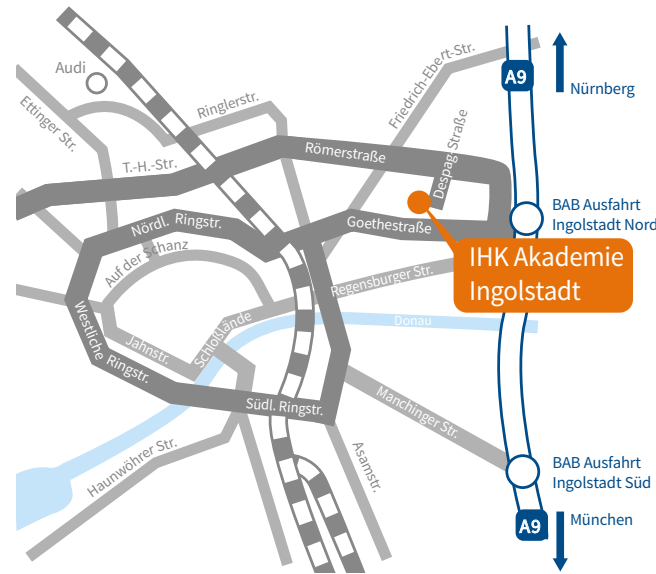 Audi
Ettinger Str.
Ringlerstr.
Friedrich-Ebert-Str.
A9
Nürnberg
T.-H.-Str.
Römerstraße
Despag-Straße
Nördl. Ringstr.
Goethestraße
BAB Ausfahrt
Ingolstadt Nord
Auf der Schanz
IHK Akademie
Ingolstadt
Regensburger Str.
Westliche
Ringstr.
Jahnstr.
Schloßlände
Donau
Südl. Ringstr.
Manchinger Str.
Haunwöhrer Str.
Asamstr.
BAB Ausfahrt
Ingolstadt Süd
A9
München